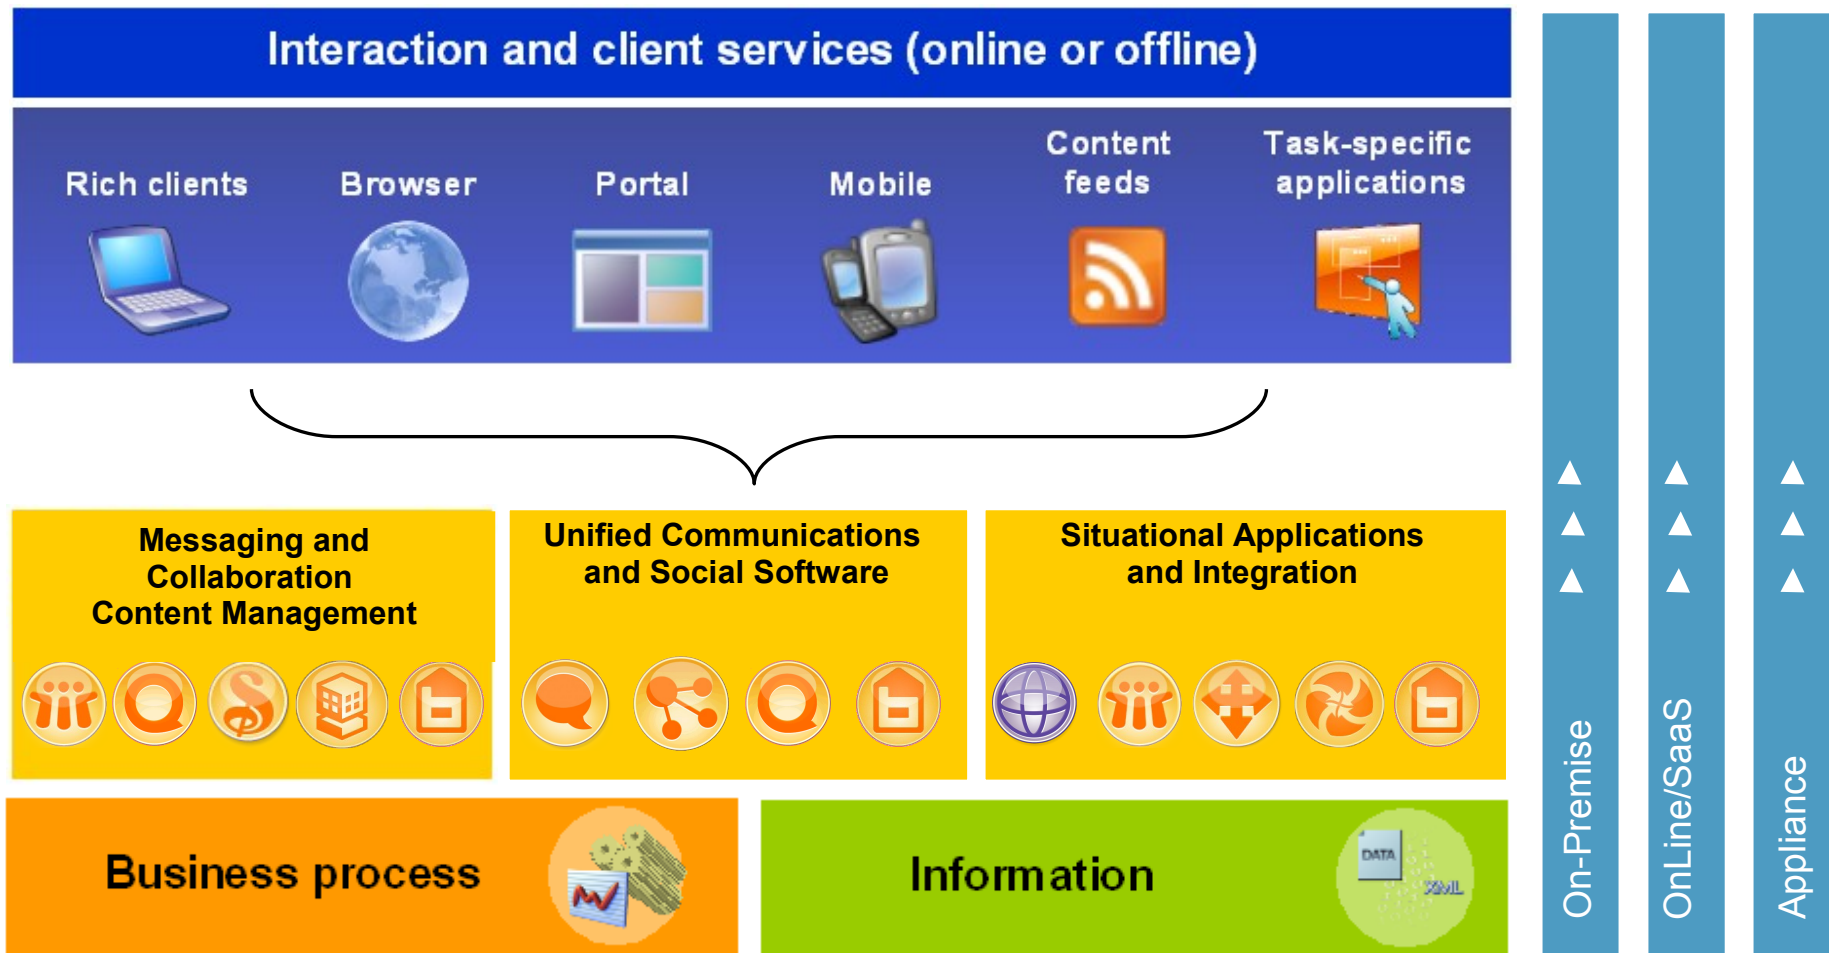 Interaction and client services (online or offline)
Rich clients
Browser
Portal
Mobile
Content
feeds
Task-specific
applications
Messaging and
Collaboration
Content Management
Unified Communications
and Social Software
Situational Applications
and Integration
Business process
Information
DATA
XML
On-Premise
OnLine/SaaS
Appliance